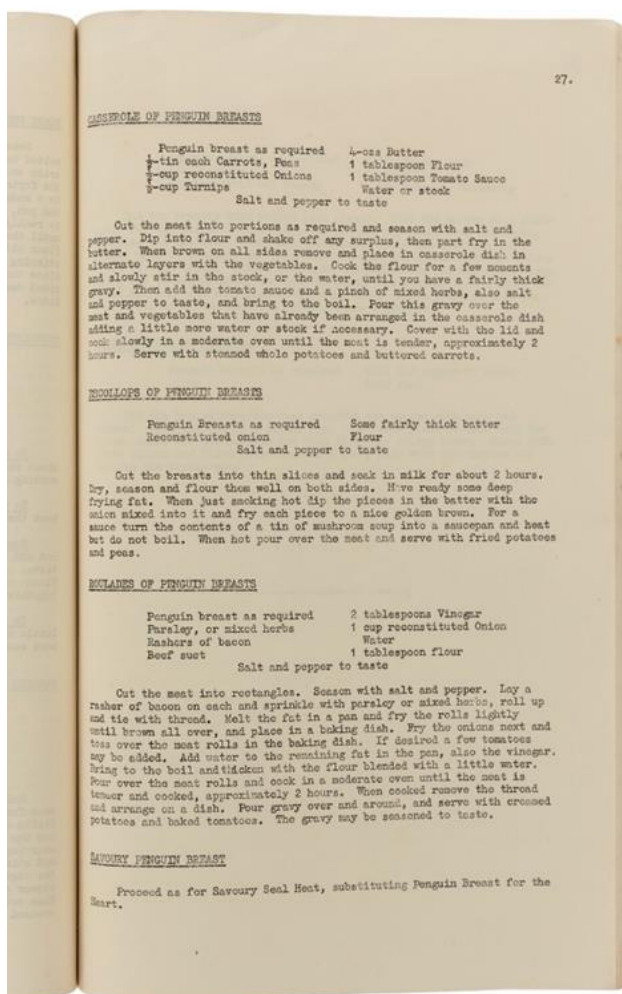 27.
CASSEROLE OF PENGUIN BREASTS
Penguin breast as required 4-ozs Butter
½-tin each Carrots, Peas 1 tablespoon Flour
½-cup reconstituted Onions 1 tablespoon Tomato Sauce
½-cup Turnips Water or stock
Salt and pepper to taste
Cut the meat into portions as required and season with salt and
pepper. Dip into flour and shake off any surplus, then part fry in the
butter. When brown on all sides remove and place in casserole dish in
alternate layers with the vegetables. Cook the flour for a few moments
and slowly stir in the stock, or the water, until you have a fairly thick
gravy. Then add the tomato sauce and a pinch of mixed herbs, also salt
and pepper to taste, and bring to the boil. Pour this gravy over the
meat and vegetables that have already been arranged in the casserole dish
adding a little more water or stock if necessary. Cover with the lid and
cook slowly in a moderate oven until the meat is tender, approximately 2
hours. Serve with steamed whole potatoes and buttered carrots.
ESCOLLOPS OF PENGUIN BREASTS
Penguin Breasts as required Some fairly thick batter
Reconstituted onion Flour
Salt and pepper to taste
Cut the breasts into thin slices and soak in milk for about 2 hours.
Dry, season and flour them well on both sides. Have ready some deep
frying fat. When just smoking hot dip the pieces in the batter with the
onion mixed into it and fry each piece to a nice golden brown. For a
sauce turn the contents of a tin of mushroom soup into a saucepan and heat
but do not boil. When hot pour over the meat and serve with fried potatoes
and peas.
ROULADES OF PENGUIN BREASTS
Penguin breast as required 2 tablespoons Vinegar
Parsley, or mixed herbs 1 cup reconstituted Onion
Rashers of bacon Water
Beef suet 1 tablespoon flour
Salt and pepper to taste
Cut the meat into rectangles. Season with salt and pepper. Lay a
rasher of bacon on each and sprinkle with parsley or mixed herbs, roll up
and tie with thread. Melt the fat in a pan and fry the rolls lightly
until brown all over, and place in a baking dish. Fry the onions next and
toss over the meat rolls in the baking dish. If desired a few tomatoes
may be added. Add water to the remaining fat in the pan, also the vinegar.
Bring to the boil and thicken with the flour blended with a little water.
Pour over the meat rolls and cook in a moderate oven until the meat is
tender and cooked, approximately 2 hours. When cooked remove the thread
and arrange on a dish. Pour gravy over and around, and serve with creamed
potatoes and baked tomatoes. The gravy may be seasoned to taste.
SAVOURY PENGUIN BREAST
Proceed as for Savoury Seal Heat, substituting Penguin Breast for the
Heart.